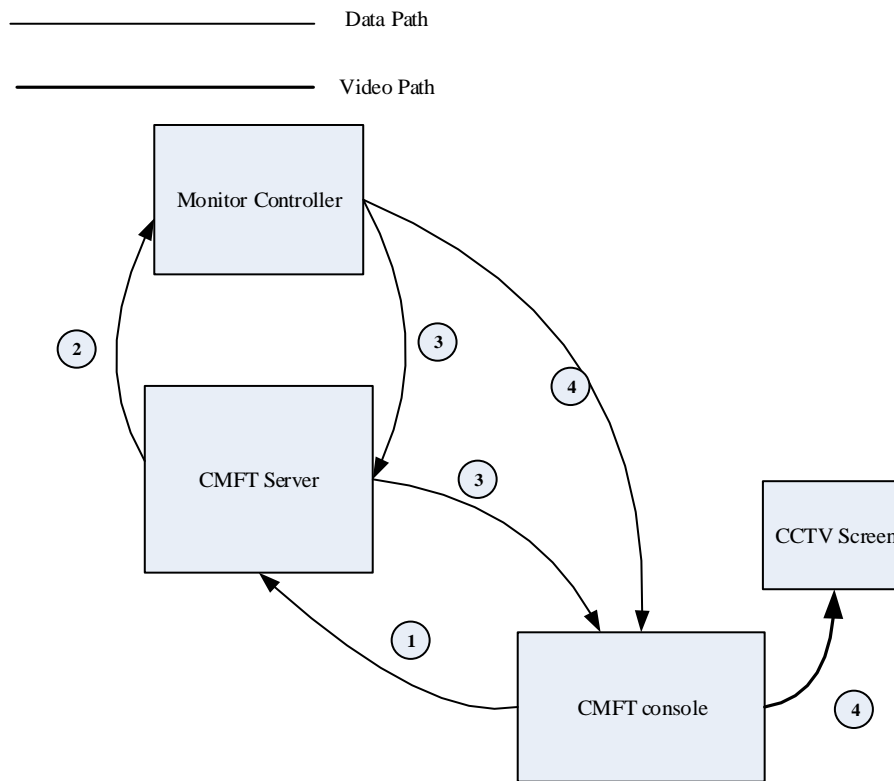 Data Path
Video Path
Monitor Controller
2
3
4
CMFT Server
3
CCTV Screen
1
CMFT console
4